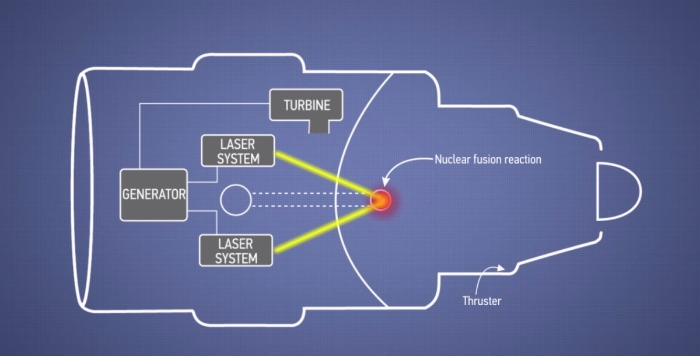 TURBINE
LASER
SYSTEM
Nuclear fusion reaction
GENERATOR
LASER
SYSTEM
Thruster